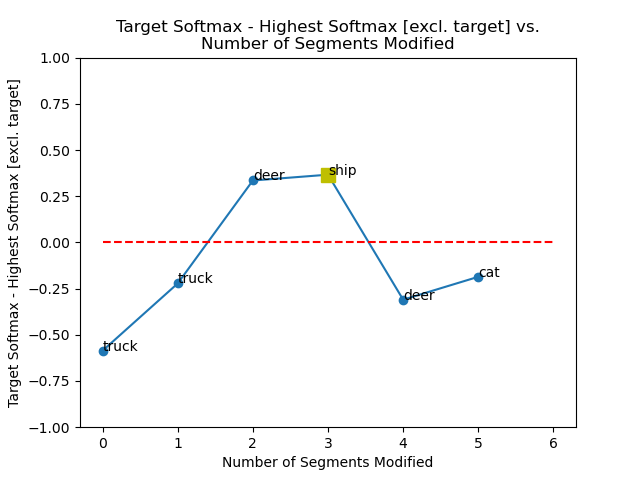 Target Softmax - Highest Softmax [excl. target] vs.
Number of Segments Modified
Target Softmax - Highest Softmax [excl. target]
1.00
0.75
0.50
0.25
0.00
−0.25
−0.50
−0.75
−1.00
truck
truck
deer
ship
deer
cat
0 1 2 3 4 5 6
Number of Segments Modified